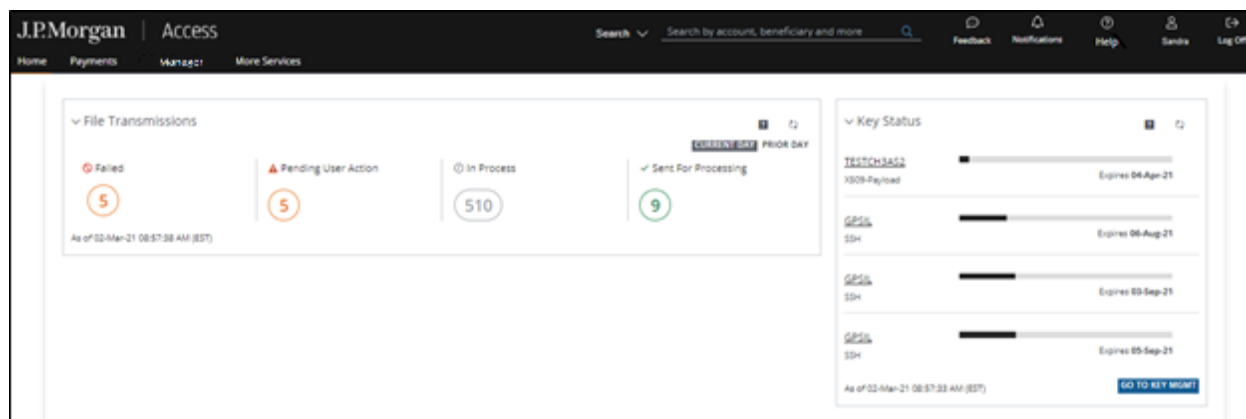 J.P.Morgan | Access
Search
Search by account, beneficiary and more
Feedback
Notifications
Help
Sandra
Log Off
Home
Payments
Manager
More Services
File Transmissions
CURRENT DAY PRIOR DAY
Failed
5
Pending User Action
5
In Process
510
Sent For Processing
9
As of 02-Mar-21 08:57:38 AM (EST)
Key Status
TESTCH3AS2
X509-Payload
Expires 04-Apr-21
GPSIL
SSH
Expires 06-Aug-21
GPSIL
SSH
Expires 03-Sep-21
GPSIL
SSH
Expires 05-Sep-21
As of 02-Mar-21 08:57:33 AM (EST)
GO TO KEY MGMT